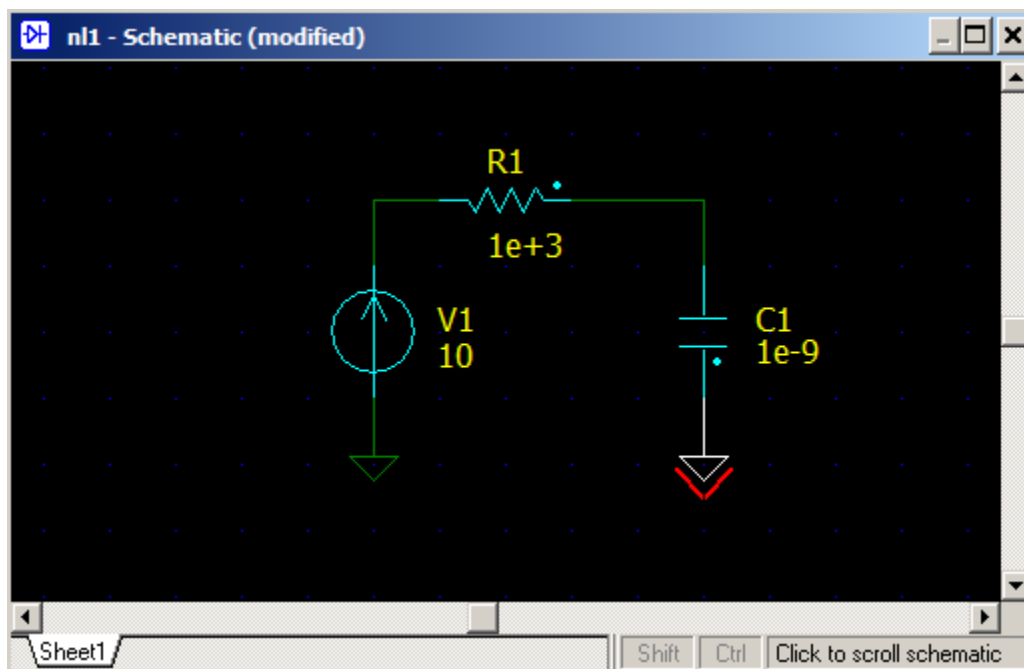 nl1 - Schematic (modified)
R1
1e+3
V1
10
C1
1e-9
Sheet1
Shift
Ctrl
Click to scroll schematic